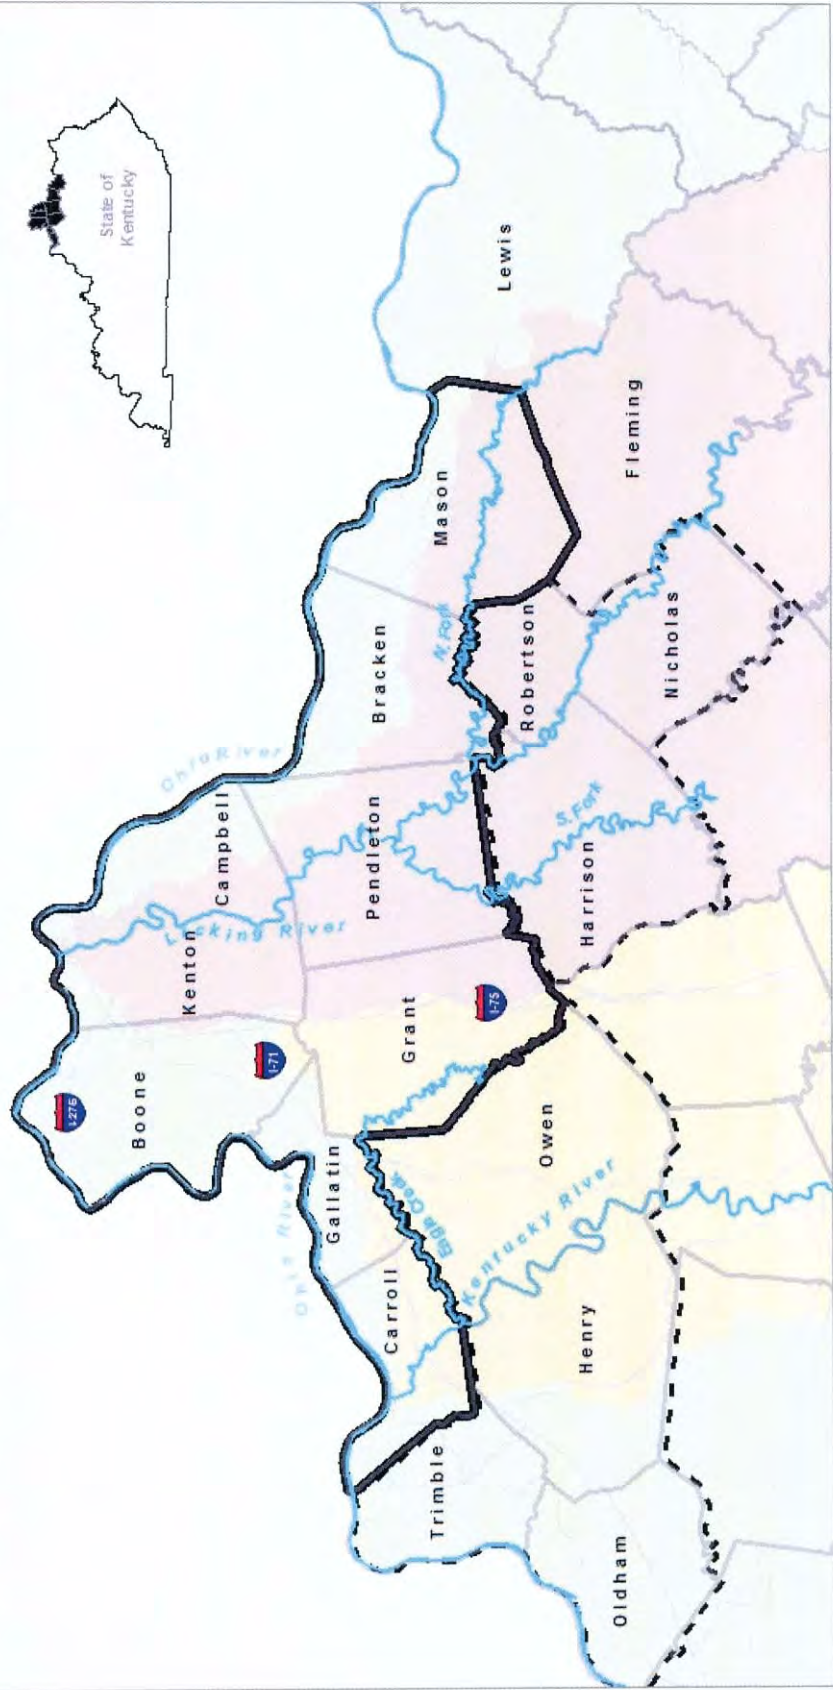 State of
Kentucky
I-275
Boone
I-71
Kenton
Campbell
Licking River
Ohio River
Ohio River
Gallatin
Grant
I-75
Pendleton
Bracken
Mason
Lewis
Carroll
Eagle Creek
Kentucky River
Owen
N. Fork
Robertson
Trimble
Henry
Harrison
S. Fork
Nicholas
Fleming
Oldham